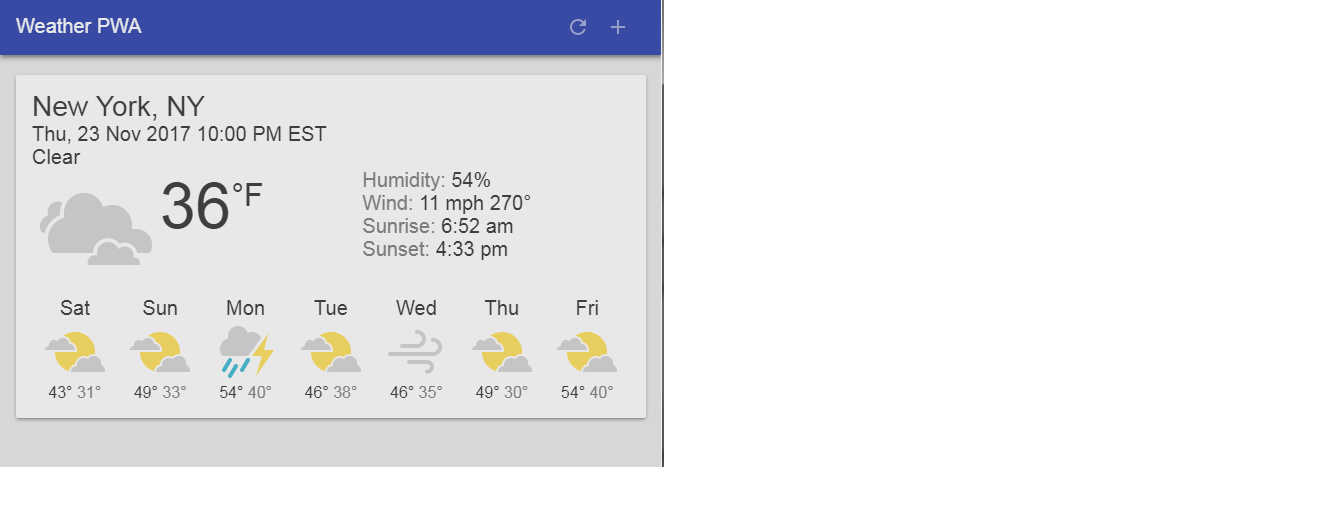 Weather PWA
New York, NY
Thu, 23 Nov 2017 10:00 PM EST
Clear
36°F
Humidity: 54%
Wind: 11 mph 270°
Sunrise: 6:52 am
Sunset: 4:33 pm
Sat Sun Mon Tue Wed Thu Fri
43° 31° 49° 33° 54° 40° 46° 38° 46° 35° 49° 30° 54° 40°